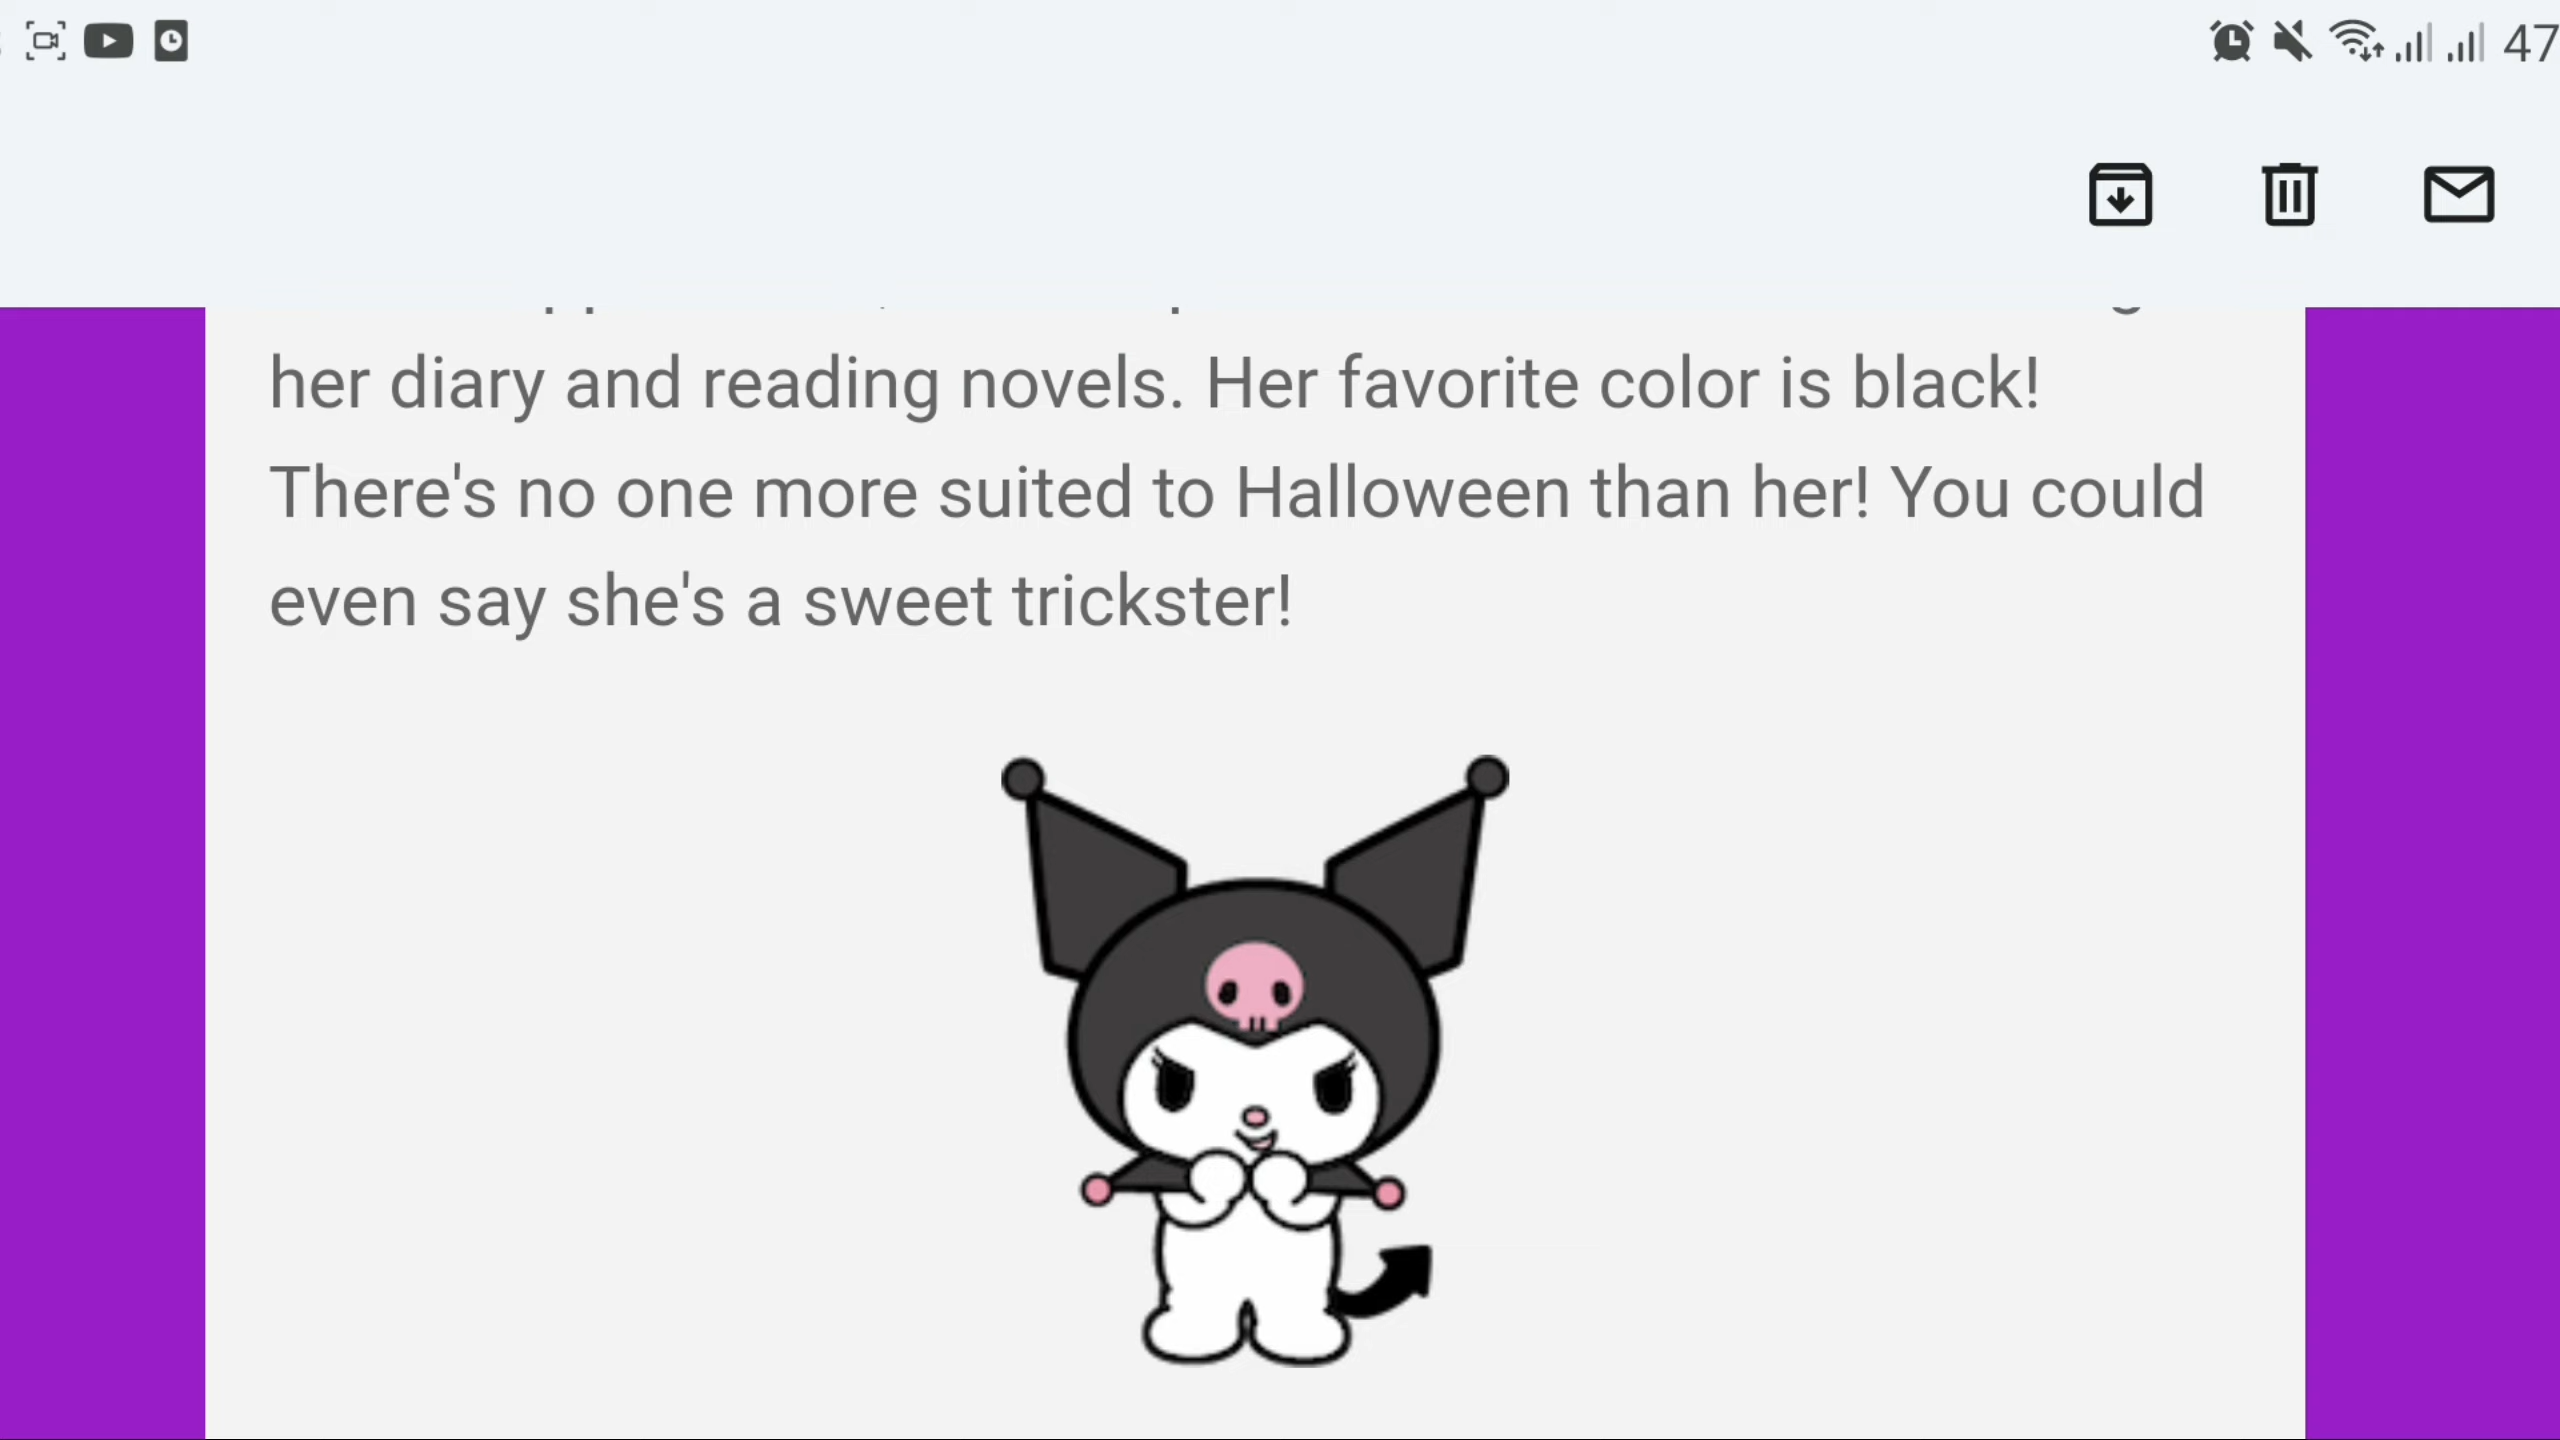 47
her diary and reading novels. Her favorite color is black!
There's no one more suited to Halloween than her! You could
even say she's a sweet trickster!